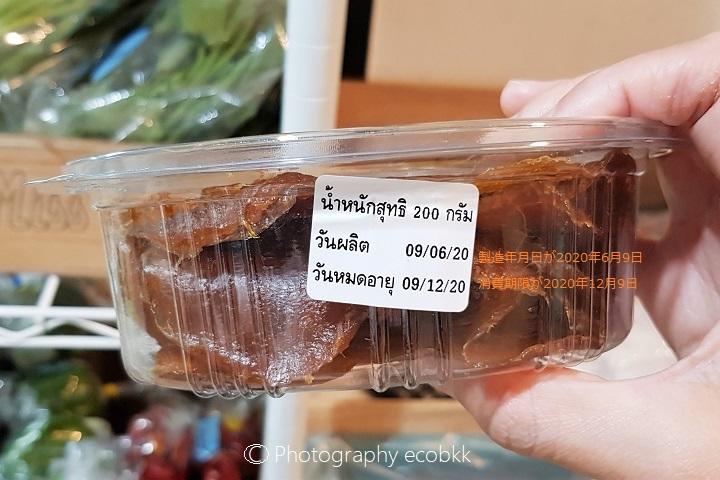 น้ำหนักสุทธิ 200 กรัม
วันผลิต 09/06/20
製造年月日が2020年6月9日
วันหมดอายุ 09/12/20
消費期限が2020年12月9日
© Photography ecobkk